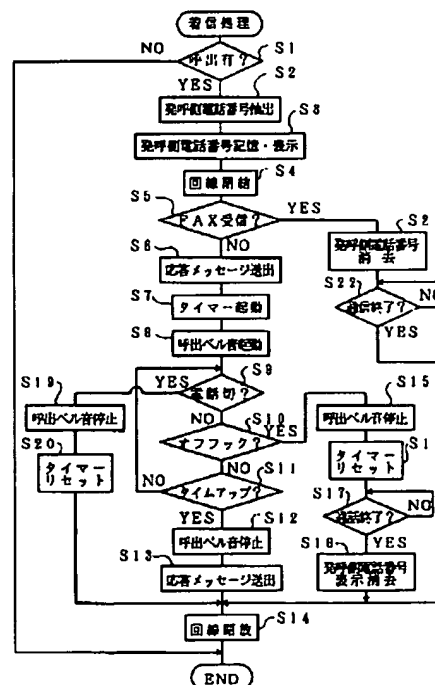 着信処理
NO
呼出有?
S1
YES
S2
発呼側電話番号抽出
S3
発呼側電話番号記信・表示
S4
回線閉結
S5
FAX受信?
YES
NO
S6
応答メッセージ送出
S7
タイマー起動
S8
呼出ベル音起動
S2
発呼側電話番号
消去
S22
通信終了?
NO
YES
S19
呼出ベル音停止
S20
タイマー
リセット
YES
S9
電話切?
NO
S10
オフフック?
YES
NO
S11
タイムアップ?
NO
YES
S12
呼出ベル音停止
S13
応答メッセージ送出
S15
呼出ベル音停止
S1
タイマー
リセット
S17
通話終了?
NO
YES
S18
発呼側電話番号
表示消去
S14
回線開放
END